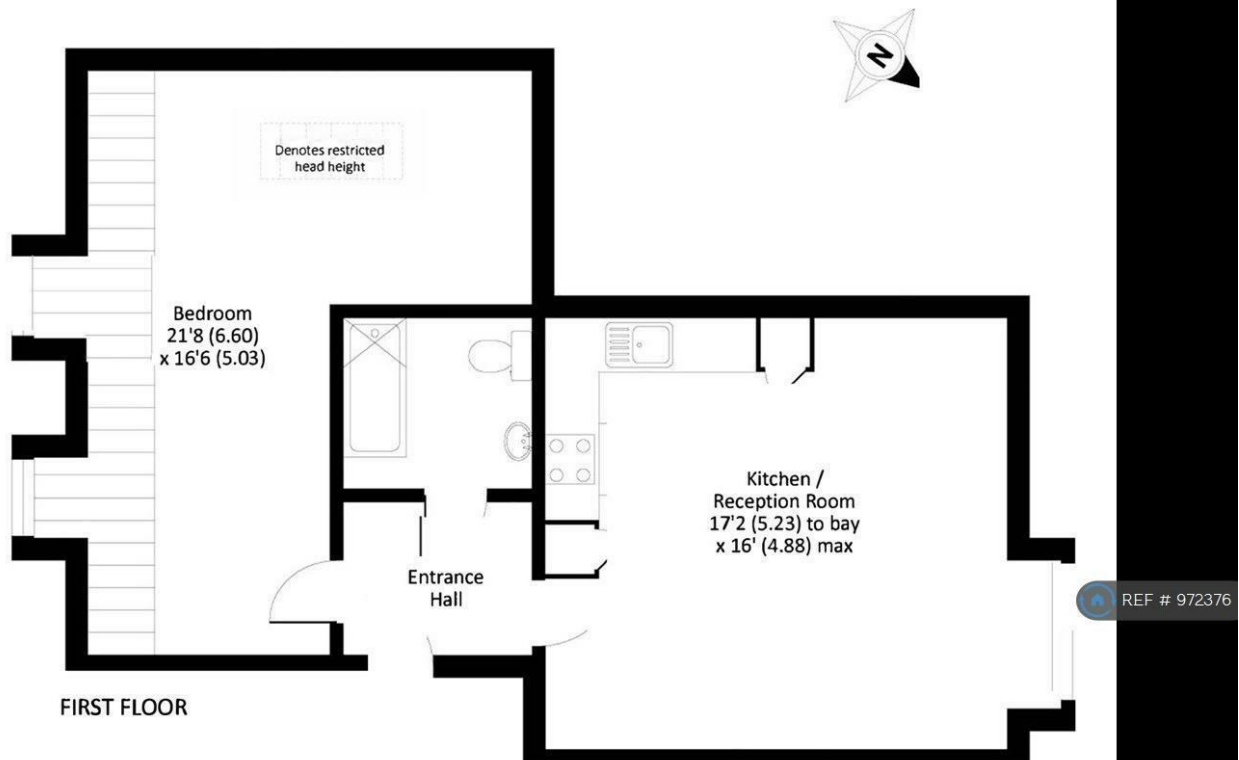 N
Denotes restricted
head height
Bedroom
21'8 (6.60)
x 16'6 (5.03)
Kitchen /
Reception Room
17'2 (5.23) to bay
x 16' (4.88) max
Entrance
Hall
REF # 972376
FIRST FLOOR